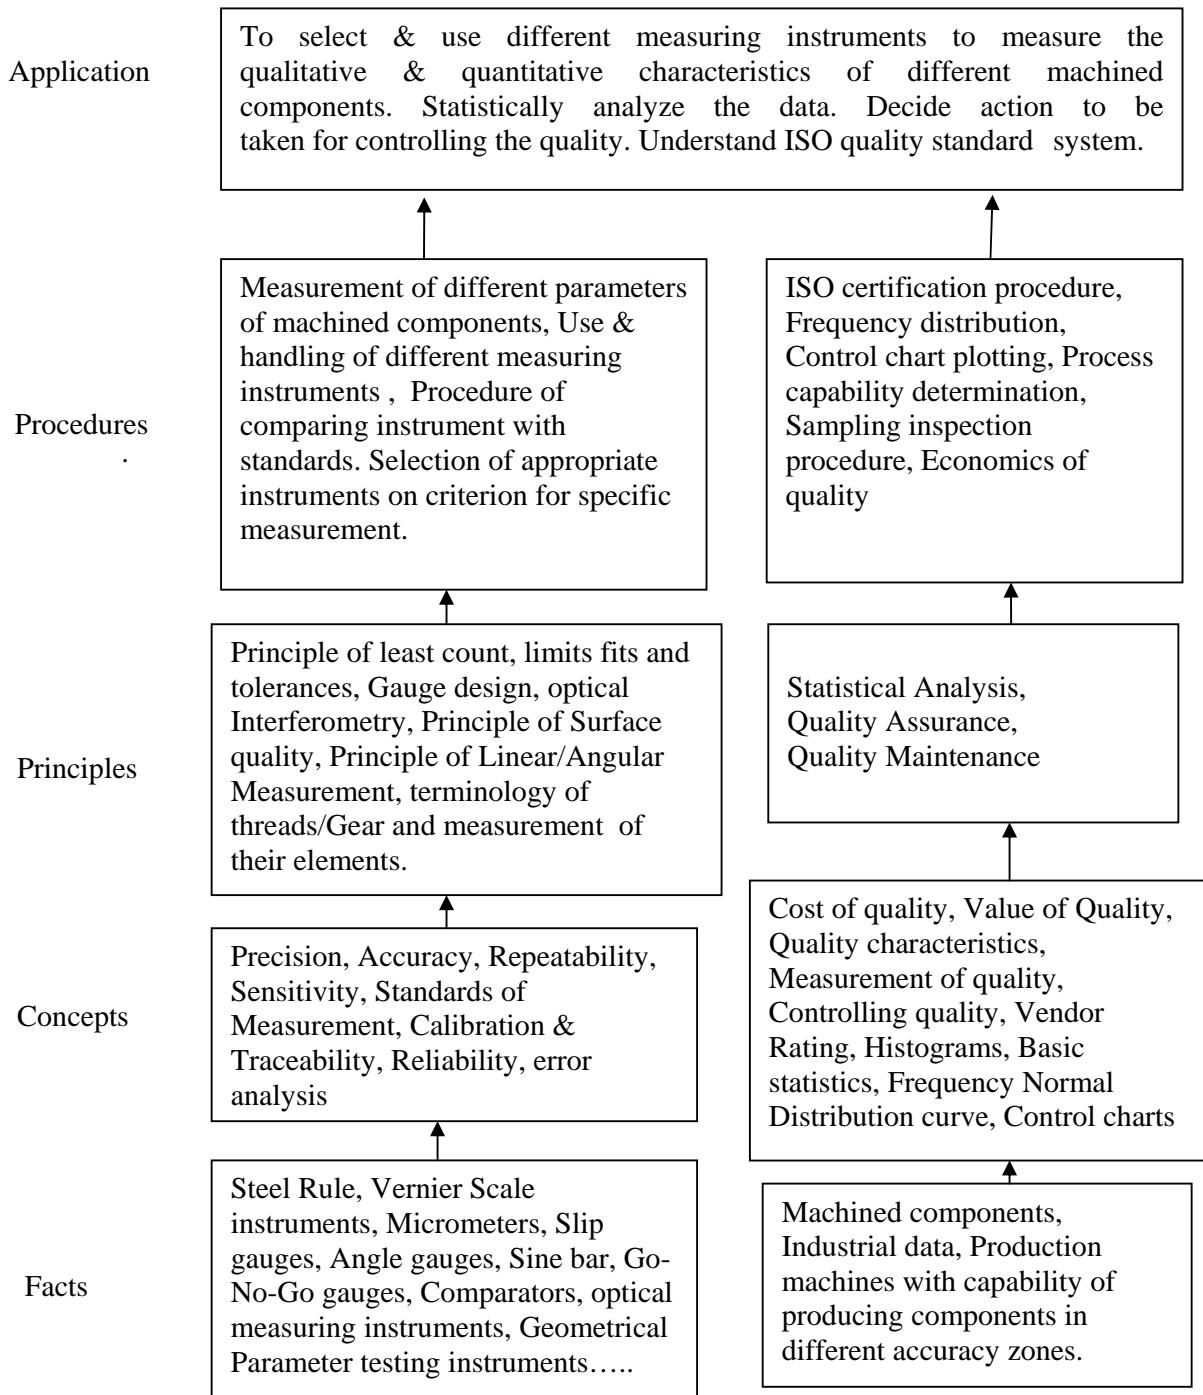 Application
To select & use different measuring instruments to measure the
qualitative & quantitative characteristics of different machined
components. Statistically analyze the data. Decide action to be
taken for controlling the quality. Understand ISO quality standard system.
Procedures
.
Measurement of different parameters
of machined components, Use &
handling of different measuring
instruments , Procedure of
comparing instrument with
standards. Selection of appropriate
instruments on criterion for specific
measurement.
ISO certification procedure,
Frequency distribution,
Control chart plotting, Process
capability determination,
Sampling inspection
procedure, Economics of
quality
Principles
Principle of least count, limits fits and
tolerances, Gauge design, optical
Interferometry, Principle of Surface
quality, Principle of Linear/Angular
Measurement, terminology of
threads/Gear and measurement of
their elements.
Statistical Analysis,
Quality Assurance,
Quality Maintenance
Concepts
Precision, Accuracy, Repeatability,
Sensitivity, Standards of
Measurement, Calibration &
Traceability, Reliability, error
analysis
Cost of quality, Value of Quality,
Quality characteristics,
Measurement of quality,
Controlling quality, Vendor
Rating, Histograms, Basic
statistics, Frequency Normal
Distribution curve, Control charts
Facts
Steel Rule, Vernier Scale
instruments, Micrometers, Slip
gauges, Angle gauges, Sine bar, Go-
No-Go gauges, Comparators, optical
measuring instruments, Geometrical
Parameter testing instruments…..
Machined components,
Industrial data, Production
machines with capability of
producing components in
different accuracy zones.